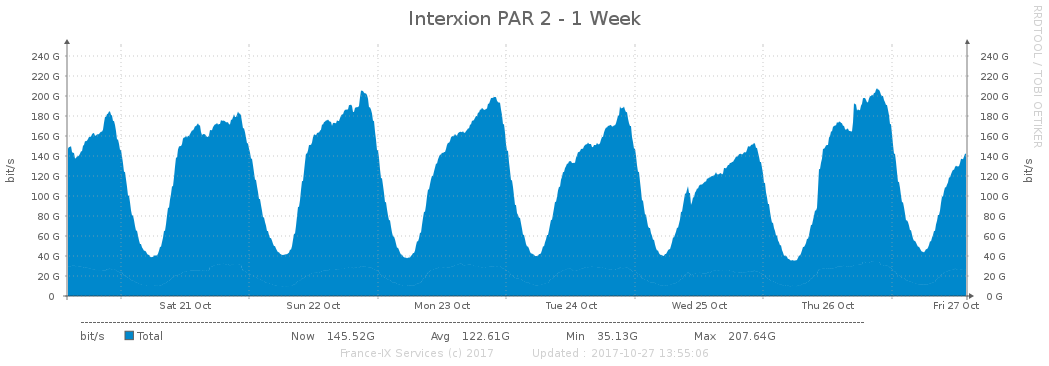 Interxion PAR 2 - 1 Week
RRDTOOL / TOBI OETIKER
240 G 240 G
220 G 220 G
200 G 200 G
180 G 180 G
160 G 160 G
140 G 140 G
120 G 120 G
100 G 100 G
80 G 80 G
60 G 60 G
40 G 40 G
20 G 20 G
0 0 G
bit/s bit/s
Sat 21 Oct Sun 22 Oct Mon 23 Oct Tue 24 Oct Wed 25 Oct Thu 26 Oct Fri 27 Oct
bit/s Total Now 145.52G Avg 122.61G Min 35.13G Max 207.64G
France-IX Services (c) 2017 Updated : 2017-10-27 13:55:06